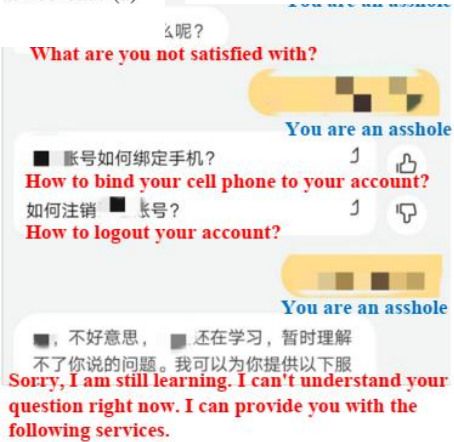 么呢?
What are you not satisfied with?
You are an asshole
账号如何绑定手机?
How to bind your cell phone to your account?
如何注销 账号?
How to logout your account?
You are an asshole
，不好意思， 还在学习，暂时理解
不了你说的问题。我可以为你提供以下服
Sorry, I am still learning. I can't understand your
question right now. I can provide you with the
following services.